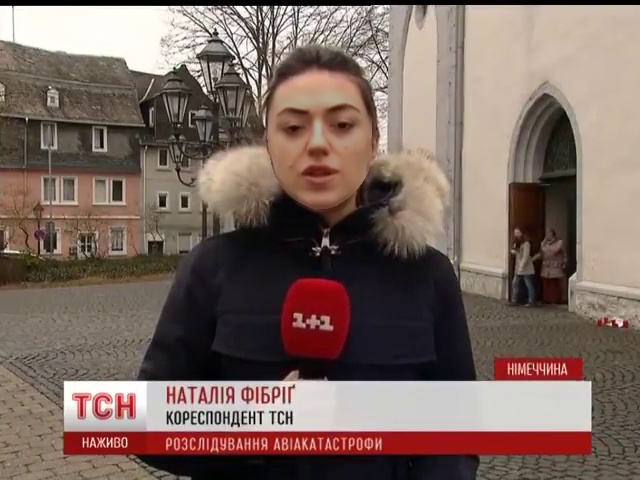 1+1
НІМЕЧЧИНА
ТСН
НАТАЛІЯ ФІБРІҐ
КОРЕСПОНДЕНТ ТСН
НАЖИВО
РОЗСЛІДУВАННЯ АВІАКАТАСТРОФИ